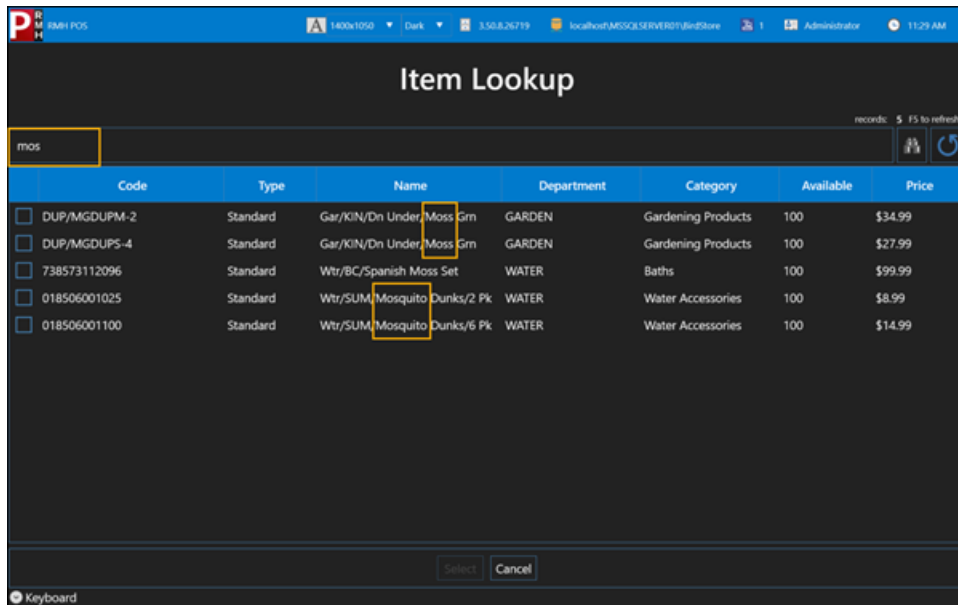 P RMH RMH POS A 1400x1050 Dark 3.50.8.26719 localhost\MSSQLSERVER01\BirdStore 1 Administrator 11:29 AM
Item Lookup
records: 5 F5 to refresh
mos
Code Type Name Department Category Available Price
DUP/MGDUPM-2 Standard Gar/KIN/Dn Under/Moss Grn GARDEN Gardening Products 100 $34.99
DUP/MGDUPS-4 Standard Gar/KIN/Dn Under/Moss Grn GARDEN Gardening Products 100 $27.99
738573112096 Standard Wtr/BC/Spanish Moss Set WATER Baths 100 $99.99
018506001025 Standard Wtr/SUM/Mosquito Dunks/2 Pk WATER Water Accessories 100 $8.99
018506001100 Standard Wtr/SUM/Mosquito Dunks/6 Pk WATER Water Accessories 100 $14.99
Select Cancel
Keyboard